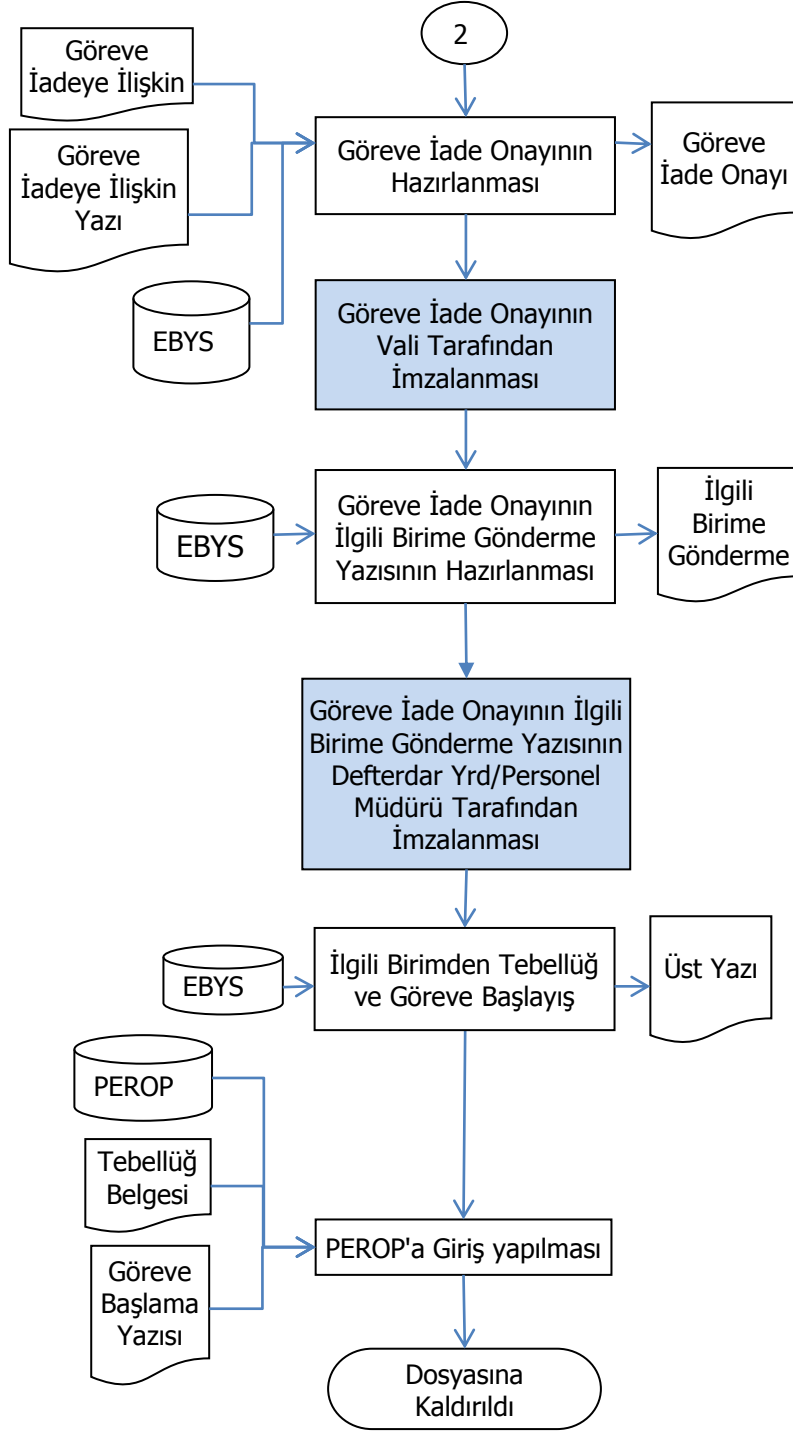 2
Göreve
İadeye İlişkin
Göreve
İadeye İlişkin
Yazı
EBYS
Göreve İade Onayının
Hazırlanması
Göreve
İade Onayı
Göreve İade Onayının
Vali Tarafından
İmzalanması
EBYS
Göreve İade Onayının
İlgili Birime Gönderme
Yazısının Hazırlanması
İlgili
Birime
Gönderme
Göreve İade Onayının İlgili
Birime Gönderme Yazısının
Defterdar Yrd/Personel
Müdürü Tarafından
İmzalanması
EBYS
İlgili Birimden Tebellüğ
ve Göreve Başlayış
Üst Yazı
PEROP
Tebellüğ
Belgesi
Göreve
Başlama
Yazısı
PEROP'a Giriş yapılması
Dosyasına
Kaldırıldı